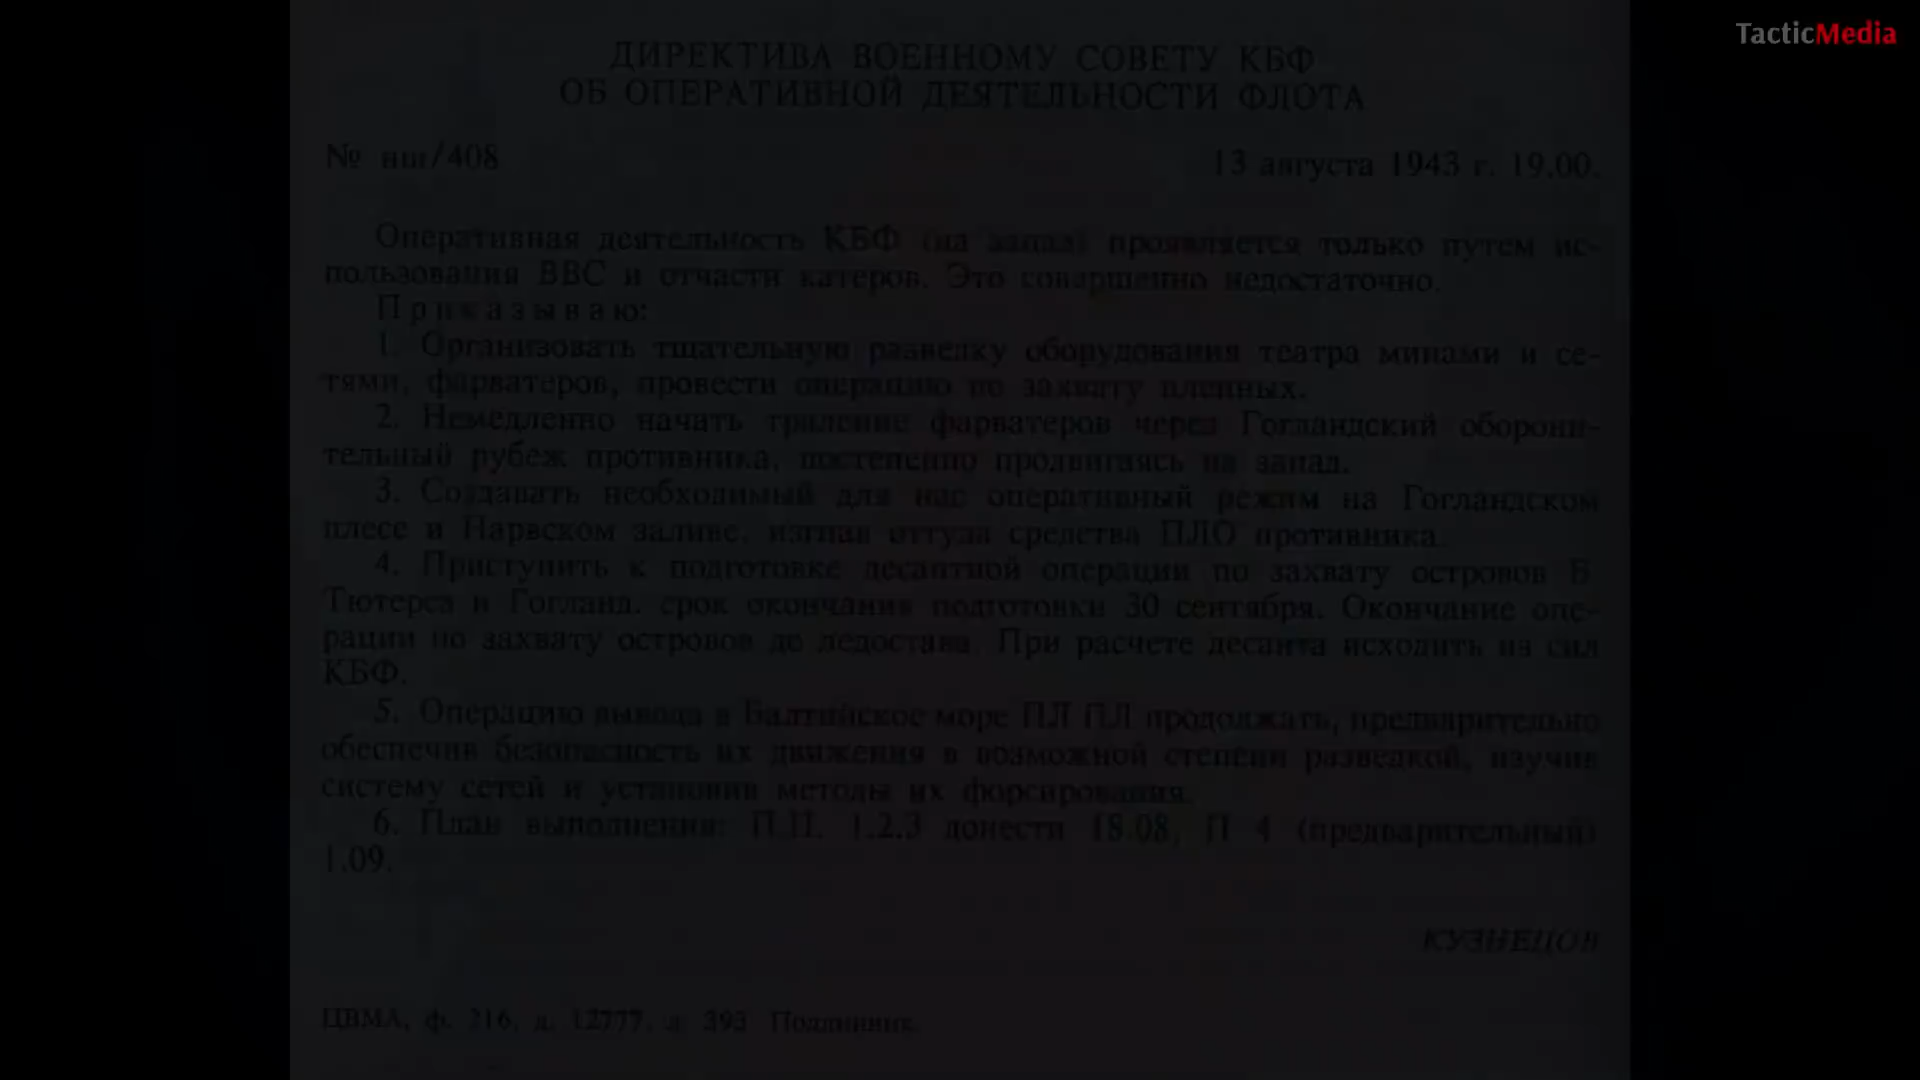 TacticMedia
ДИРЕКТИВА ВОЕННОМУ СОВЕТУ КБФ
ОБ ОПЕРАТИВНОЙ ДЕЯТЕЛЬНОСТИ ФЛОТА
№ нш/408 13 августа 1943 г. 19.00.
Оперативная деятельность КБФ (на запад) проявляется только путем ис-
пользования ВВС и отчасти катеров. Это совершенно недостаточно.
Приказываю:
1. Организовать тщательную разведку оборудования театра минами и се-
тями, фарватеров, провести операцию по захвату пленных.
2. Немедленно начать траление фарватеров через Гогландский оборони-
тельный рубеж противника, постепенно продвигаясь на запад.
3. Создавать необходимый для нас оперативный режим на Гогландском
плесе и Нарвском заливе, изгнав оттуда средства ПЛО противника.
4. Приступить к подготовке десантной операции по захвату островов Б.
Тютерса и Гогланд, срок окончания подготовки 30 сентября. Окончание опе-
рации по захвату островов до ледостава. При расчете десанта исходить из сил
КБФ.
5. Операцию вывода в Балтийское море ПЛ ПЛ продолжать, предварительно
обеспечив безопасность их движения в возможной степени разведкой, изучив
систему сетей и установив методы их форсирования.
6. План выполнения: П.П. 1.2.3 донести 18.08, П 4 (предварительный)
1.09.
КУЗНЕЦОВ
ЦВМА, ф. 216, д. 12777, л. 393 Подлинник.